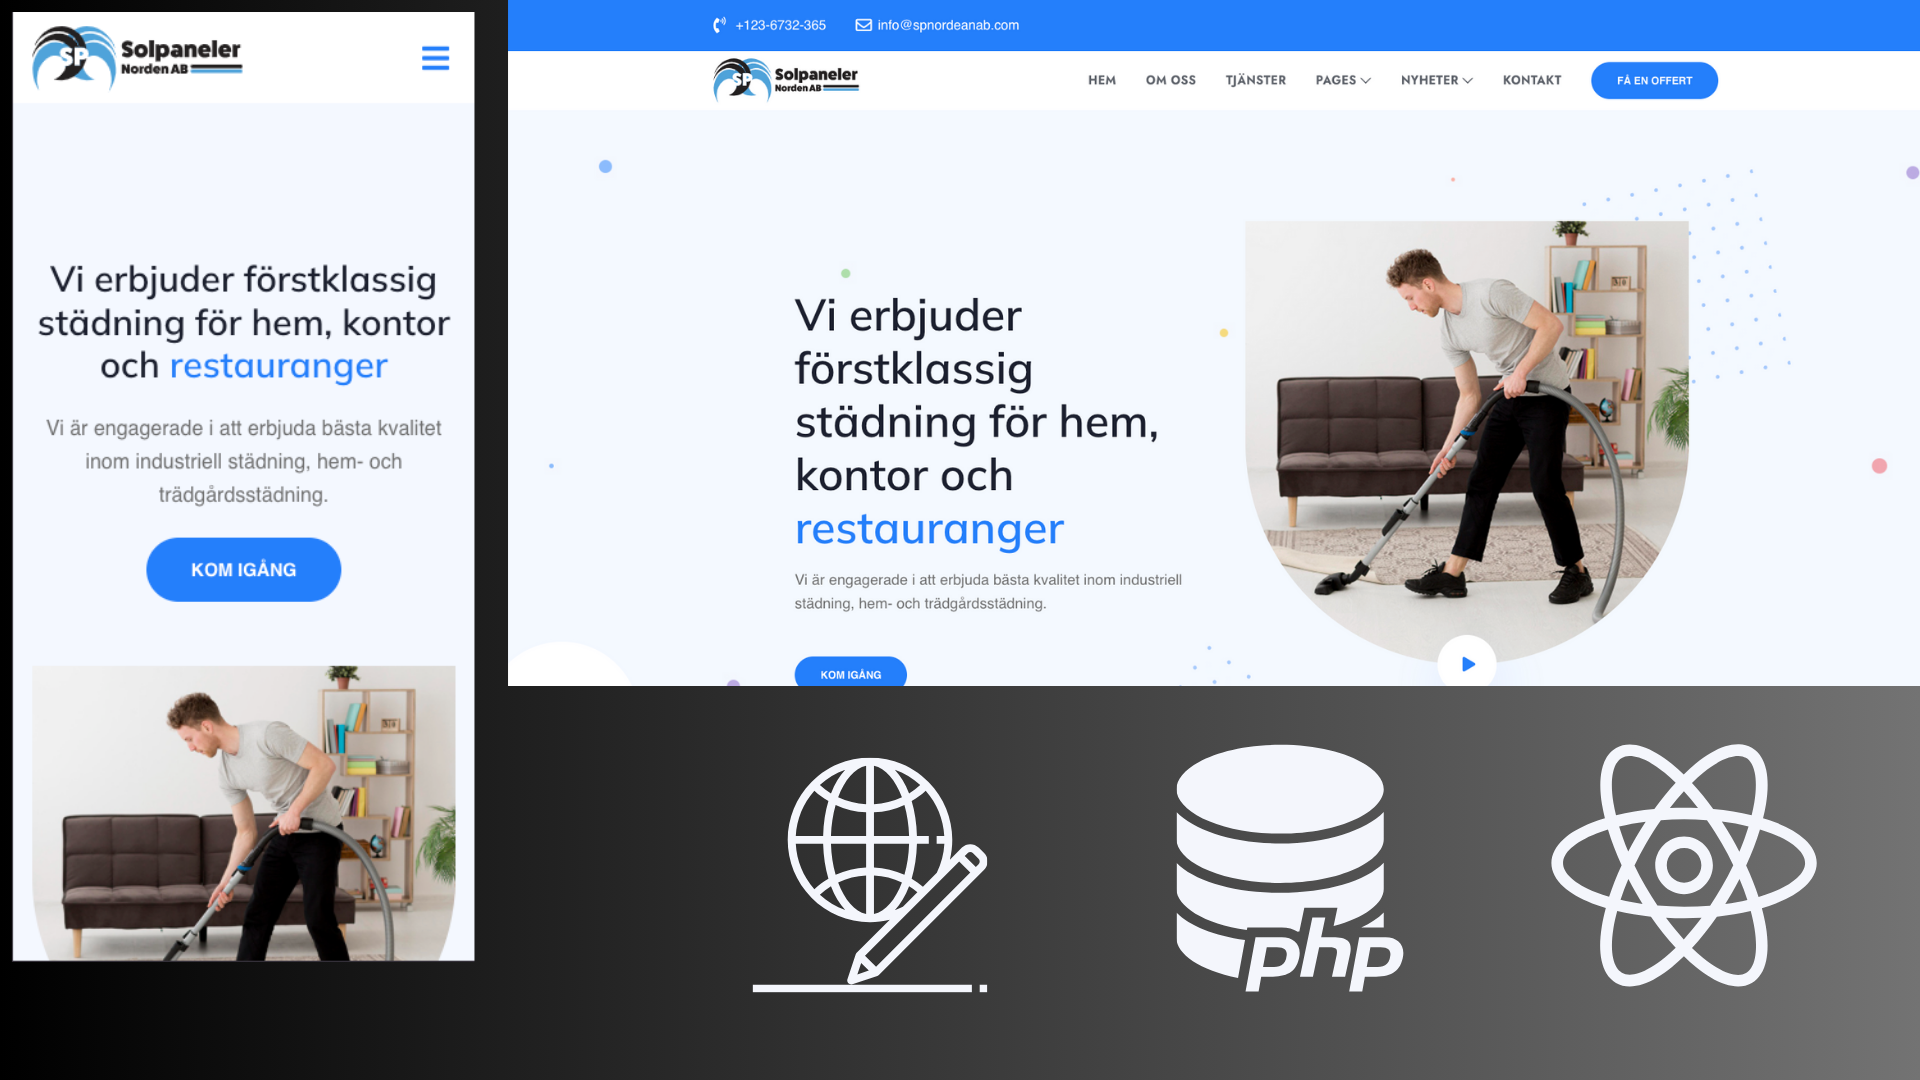 SP
Solpaneler
Norden AB
Vi erbjuder förstklassig
städning för hem, kontor
och restauranger
Vi är engagerade i att erbjuda bästa kvalitet
inom industriell städning, hem- och
trädgårdsstädning.
KOM IGÅNG
+123-6732-365
info@spnordeanab.com
SP
Solpaneler
Norden AB
HEM
OM OSS
TJÄNSTER
PAGES
NYHETER
KONTAKT
FÅ EN OFFERT
Vi erbjuder
förstklassig
städning för hem,
kontor och
restauranger
Vi är engagerade i att erbjuda bästa kvalitet inom industriell
städning, hem- och trädgårdsstädning.
KOM IGÅNG
php